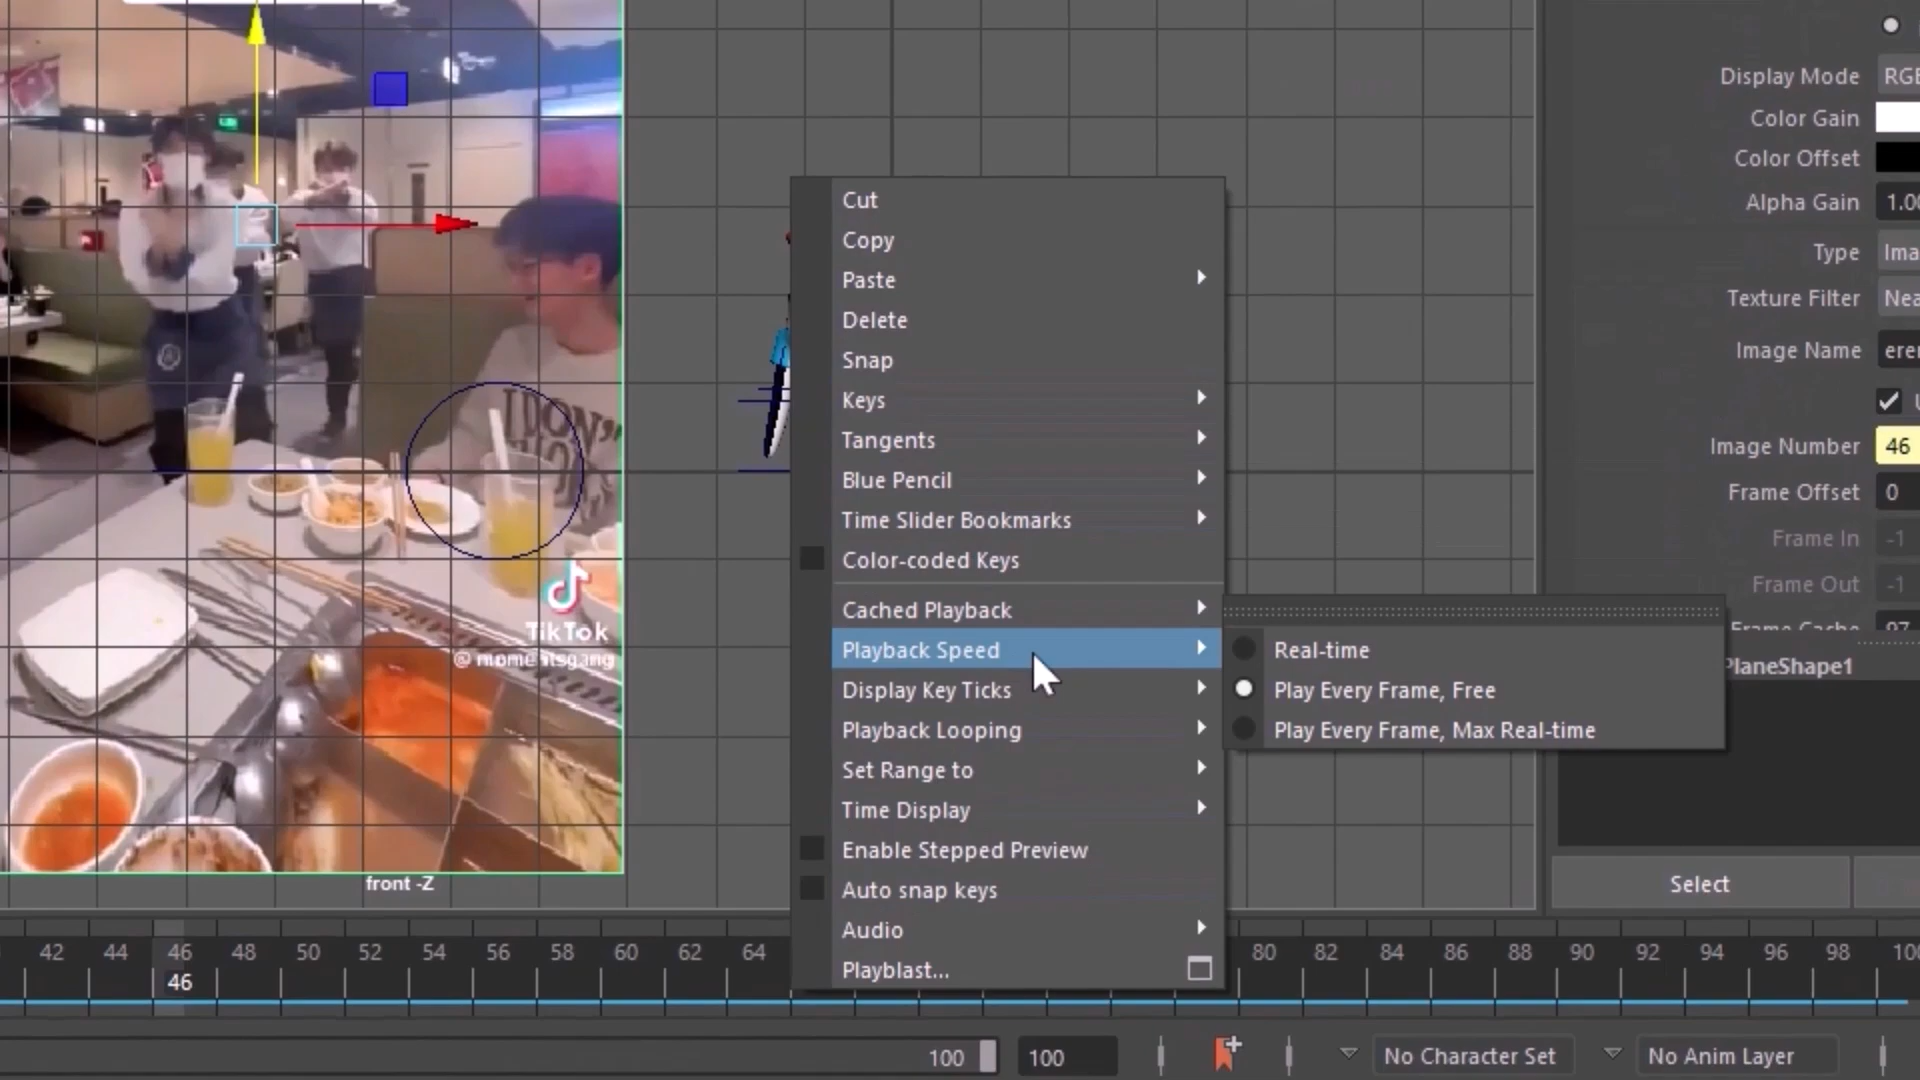 Display Mode RGB
Color Gain
Color Offset
Alpha Gain 1.00
Type Ima
Texture Filter Nea
Image Name erer
Image Number 46
Frame Offset 0
Frame In -1
Frame Out -1
Frame Cache 97
PlaneShape1
Select
Cut
Copy
Paste
Delete
Snap
Keys
Tangents
Blue Pencil
Time Slider Bookmarks
Color-coded Keys
Cached Playback
Playback Speed
Display Key Ticks
Playback Looping
Set Range to
Time Display
Enable Stepped Preview
Auto snap keys
Audio
Playblast...
Real-time
Play Every Frame, Free
Play Every Frame, Max Real-time
I DON'T
TikTok
@momentsgang
front -Z
42 44 46 48 50 52 54 56 58 60 62 64 80 82 84 86 88 90 92 94 96 98 100
46
100 100 No Character Set No Anim Layer